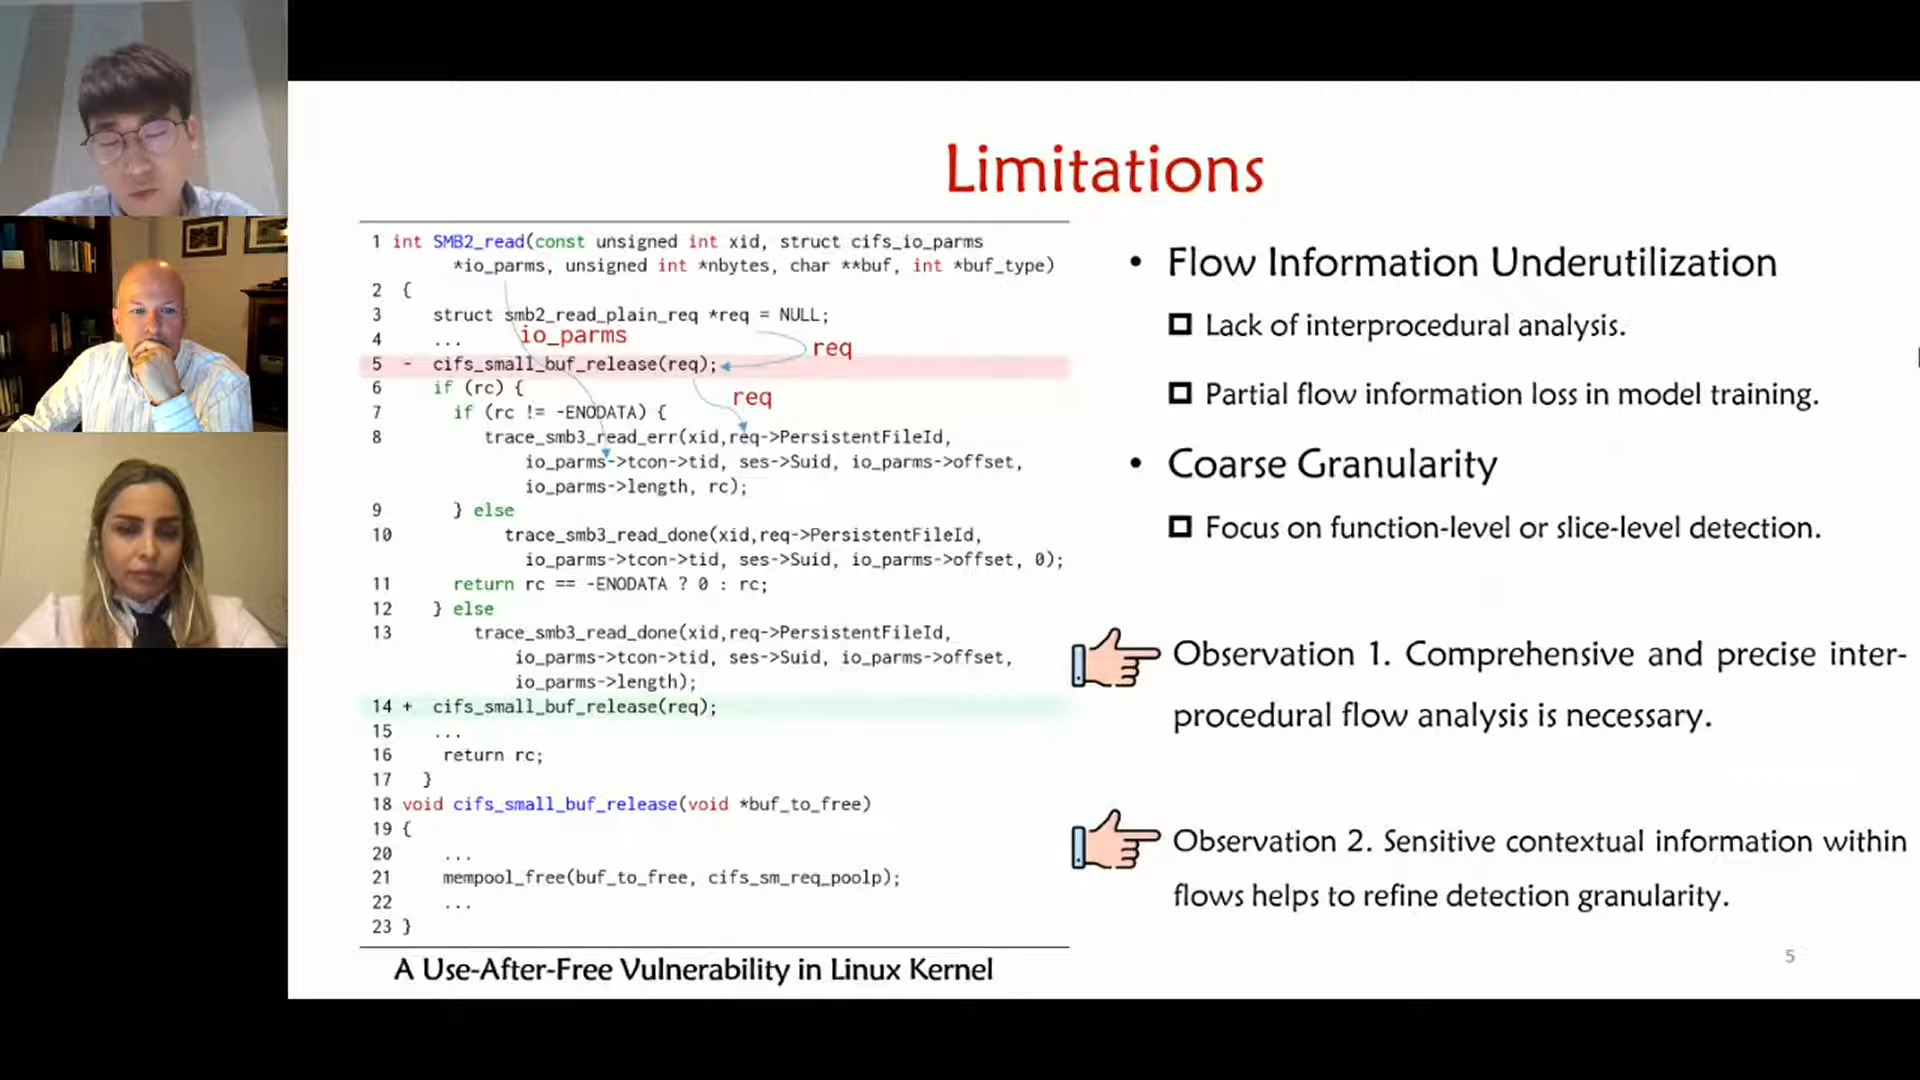 Limitations
1 int SMB2_read(const unsigned int xid, struct cifs_io_parms
*io_parms, unsigned int *nbytes, char **buf, int *buf_type)
2 {
3 struct smb2_read_plain_req *req = NULL;
4 ...
io_parms
req
5 - cifs_small_buf_release(req);
6 if (rc) {
req
7 if (rc != -ENODATA) {
8 trace_smb3_read_err(xid,req->PersistentFileId,
io_parms->tcon->tid, ses->Suid, io_parms->offset,
io_parms->length, rc);
9 } else
10 trace_smb3_read_done(xid,req->PersistentFileId,
io_parms->tcon->tid, ses->Suid, io_parms->offset, 0);
11 return rc == -ENODATA ? 0 : rc;
12 } else
13 trace_smb3_read_done(xid,req->PersistentFileId,
io_parms->tcon->tid, ses->Suid, io_parms->offset,
io_parms->length);
14 + cifs_small_buf_release(req);
15 ...
16 return rc;
17 }
18 void cifs_small_buf_release(void *buf_to_free)
19 {
20 ...
21 mempool_free(buf_to_free, cifs_sm_req_poolp);
22 ...
23 }
A Use-After-Free Vulnerability in Linux Kernel
• Flow Information Underutilization
Lack of interprocedural analysis.
Partial flow information loss in model training.
• Coarse Granularity
Focus on function-level or slice-level detection.
Observation 1. Comprehensive and precise inter-
procedural flow analysis is necessary.
Observation 2. Sensitive contextual information within
flows helps to refine detection granularity.
5